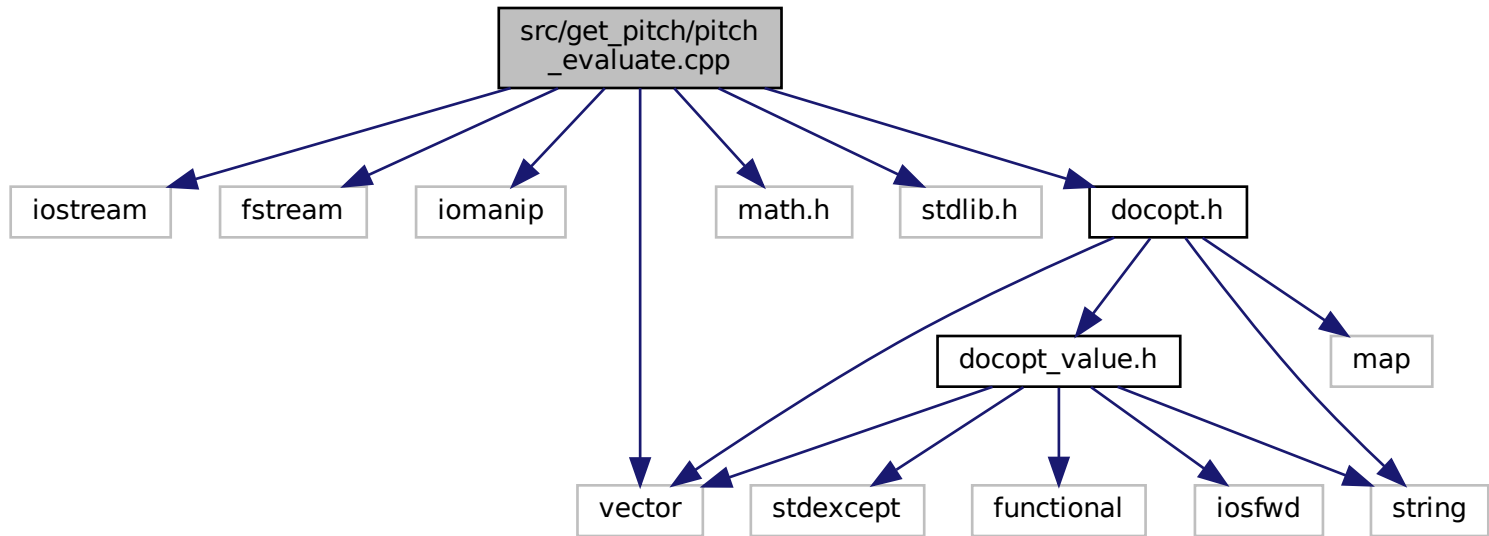 src/get_pitch/pitch
_evaluate.cpp
iostream
fstream
iomanip
math.h
stdlib.h
docopt.h
docopt_value.h
map
vector
stdexcept
functional
iosfwd
string